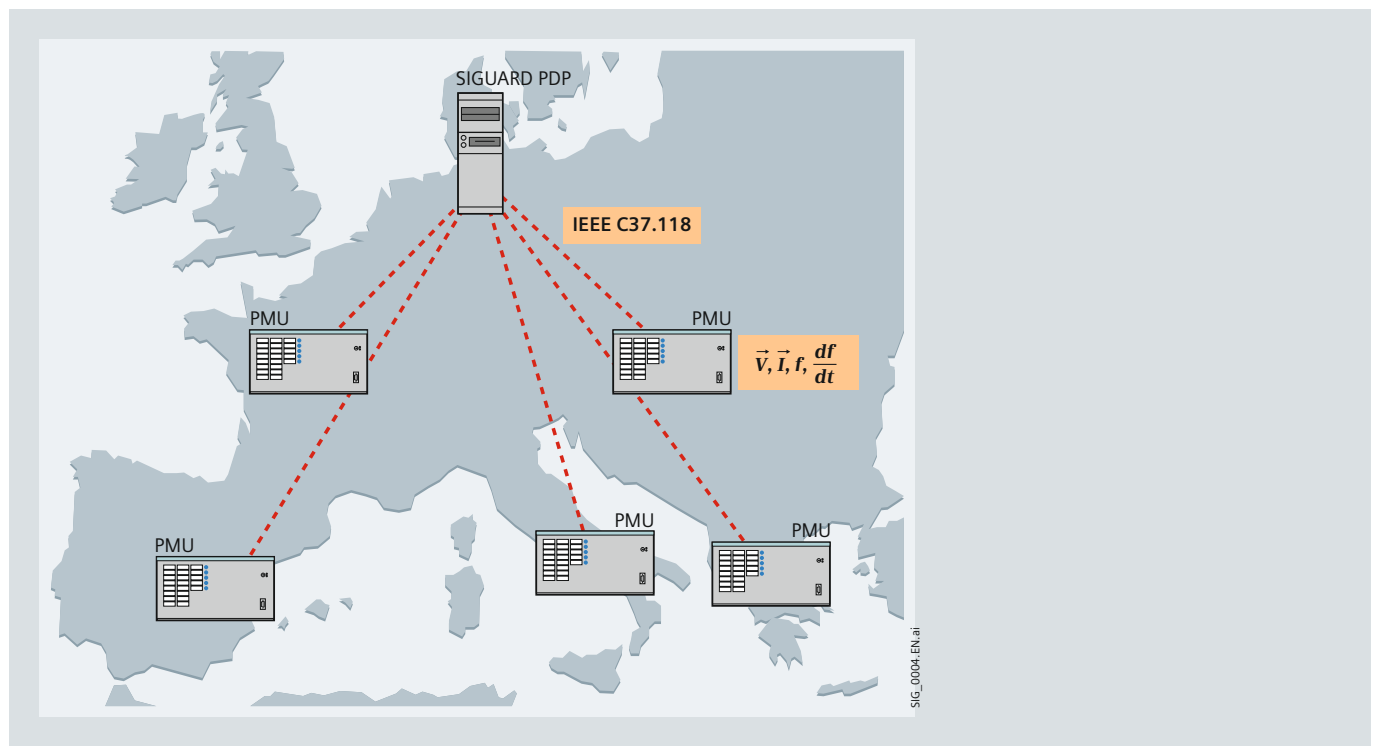 SIGUARD PDP
IEEE C37.118
PMU
PMU
V⃗, I⃗, f, df/dt
PMU
PMU
PMU
SIG_0004.EN.ai